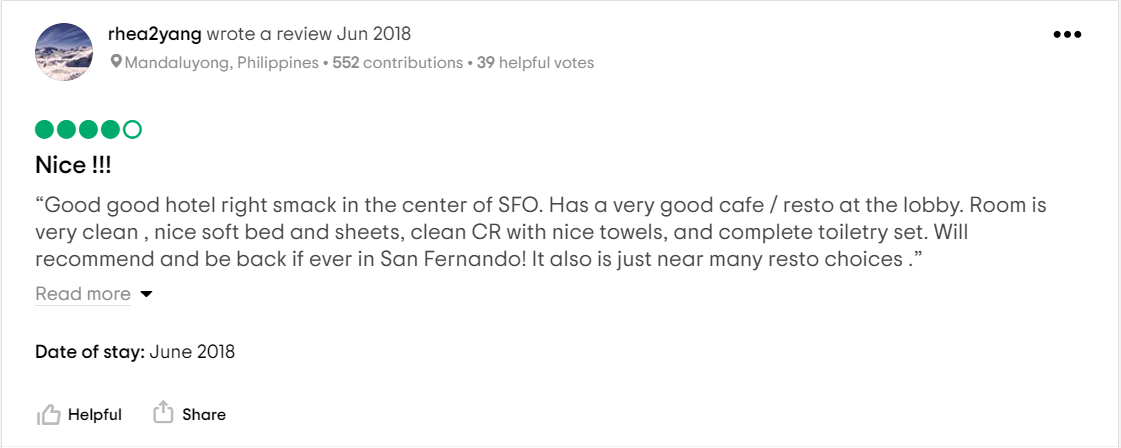 rhea2yang wrote a review Jun 2018
Mandaluyong, Philippines • 552 contributions • 39 helpful votes
Nice !!!
“Good good hotel right smack in the center of SFO. Has a very good cafe / resto at the lobby. Room is
very clean , nice soft bed and sheets, clean CR with nice towels, and complete toiletry set. Will
recommend and be back if ever in San Fernando! It also is just near many resto choices .”
Read more
Date of stay: June 2018
Helpful Share